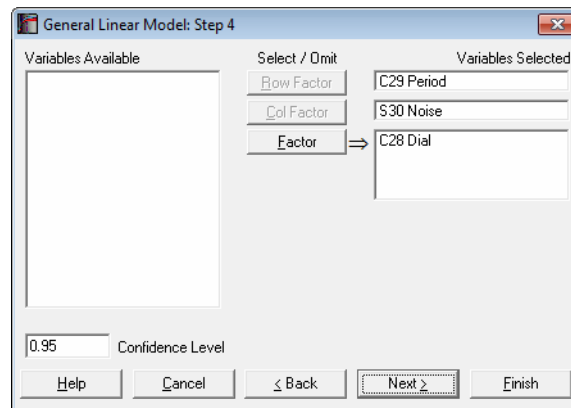 General Linear Model: Step 4
Variables Available
Select / Omit
Variables Selected
Row Factor
C29 Period
Col Factor
S30 Noise
Factor
⇒
C28 Dial
0.95
Confidence Level
Help
Cancel
< Back
Next >
Finish